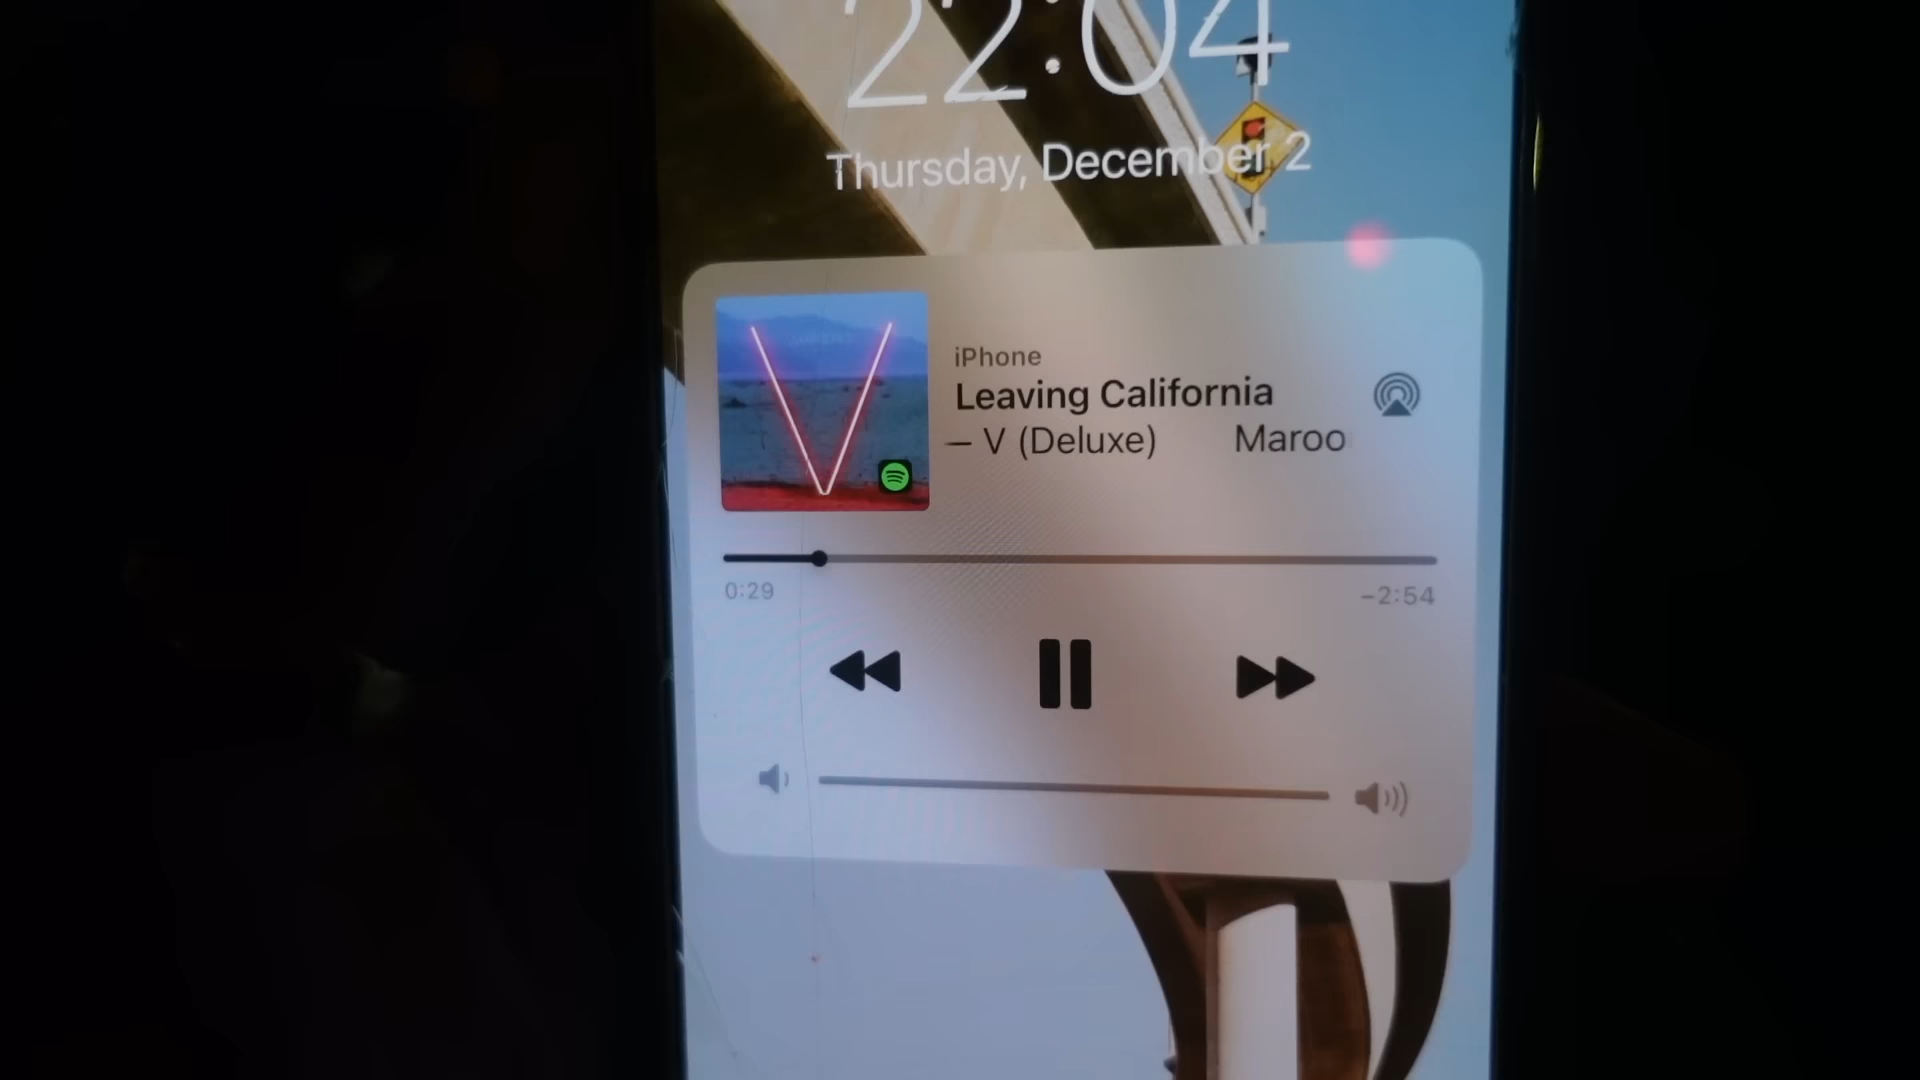 22:04
Thursday, December 2
iPhone
Leaving California
– V (Deluxe) Maroo
0:29
-2:54